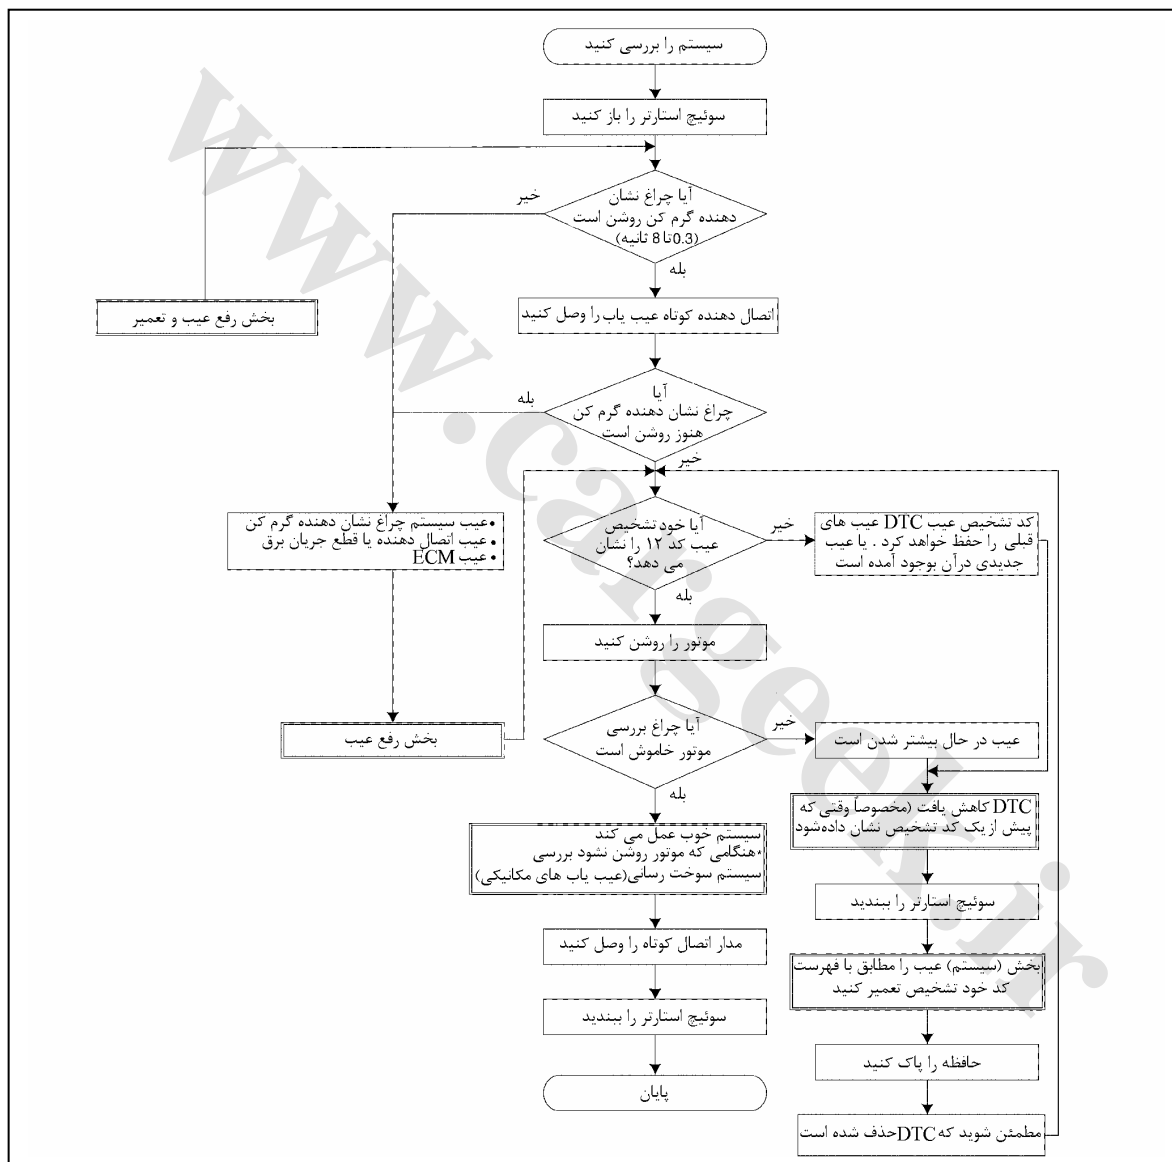 سیستم را بررسی کنید
سوئیچ استارتر را باز کنید
آیا چراغ نشان
دهنده گرم کن روشن است
(0.3تا 8 ثانیه)
خیر
بله
بخش رفع عیب و تعمیر
اتصال دهنده کوتاه عیب یاب را وصل کنید
آیا
چراغ نشان دهنده گرم کن
هنوز روشن است
بله
خیر
•عیب سیستم چراغ نشان دهنده گرم کن
•عیب اتصال دهنده یا قطع جریان برق
•عیب ECM
آیا خود تشخیص
عیب کد ۱۲ را نشان
می دهد؟
خیر
بله
کد تشخیص عیب DTC عیب های
قبلی را حفظ خواهد کرد . یا عیب
جدیدی درآن بوجود آمده است
موتور را روشن کنید
بخش رفع عیب
آیا چراغ بررسی
موتور خاموش است
خیر
بله
عیب در حال بیشتر شدن است
DTC کاهش یافت (مخصوصاً وقتی که
پیش از یک کد تشخیص نشان داده‌شود
سیستم خوب عمل می کند
*هنگامی که موتور روشن نشود بررسی
سیستم سوخت رسانی(عیب یاب های مکانیکی)
سوئیچ استارتر را ببندید
مدار اتصال کوتاه را وصل کنید
بخش (سیستم) عیب را مطابق با فهرست
کد خود تشخیص تعمیر کنید
سوئیچ استارتر را ببندید
حافظه را پاک کنید
پایان
مطمئن شوید که DTCحذف شده است
www.cargeek.ir